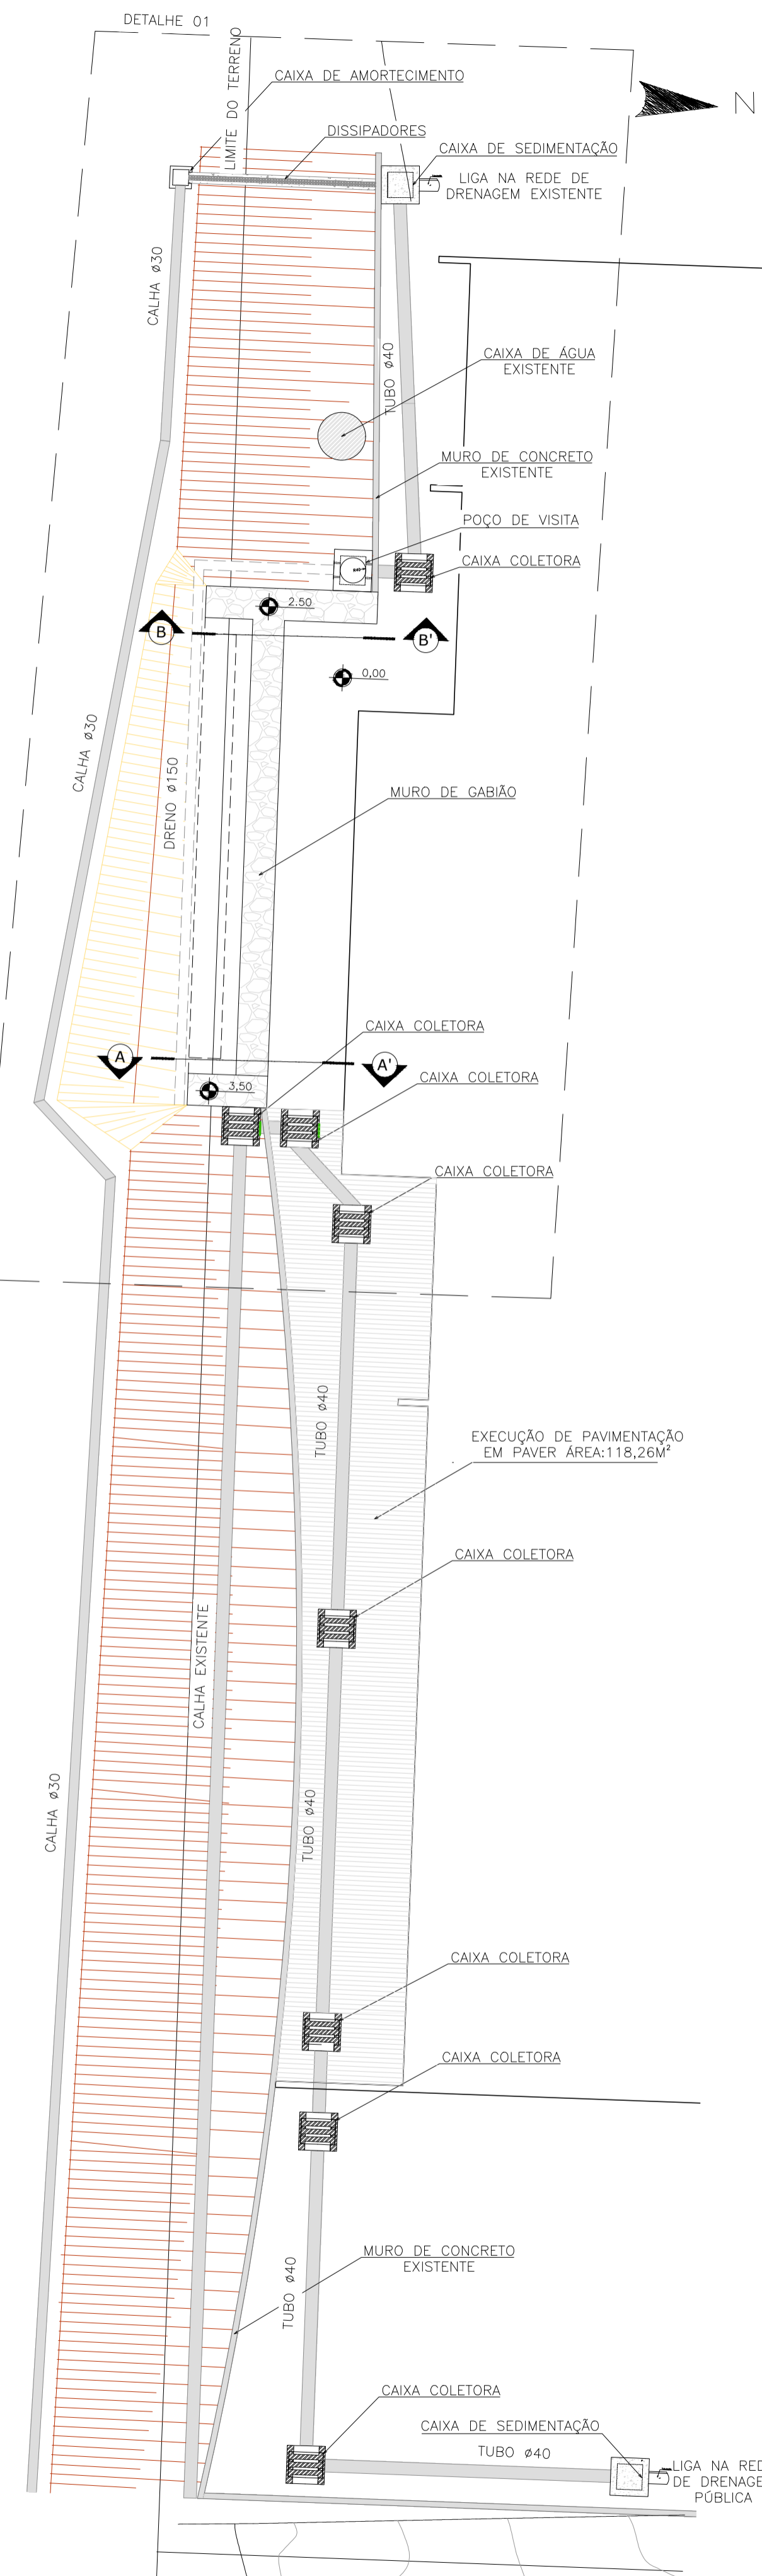 DETALHE 01
LIMITE DO TERRENO
CAIXA DE AMORTECIMENTO
N
DISSIPADORES
CAIXA DE SEDIMENTAÇÃO
LIGA NA REDE DE
DRENAGEM EXISTENTE
CALHA ø30
CAIXA DE ÁGUA
EXISTENTE
TUBO ø40
MURO DE CONCRETO
EXISTENTE
POÇO DE VISITA
CAIXA COLETORA
2.50
B
B'
0,00
CALHA ø30
DRENO ø150
MURO DE GABIÃO
CAIXA COLETORA
A
A'
CAIXA COLETORA
3,50
CAIXA COLETORA
TUBO ø40
EXECUÇÃO DE PAVIMENTAÇÃO
EM PAVER ÁREA:118,26M²
CAIXA COLETORA
CALHA EXISTENTE
CALHA ø30
TUBO ø40
CAIXA COLETORA
CAIXA COLETORA
MURO DE CONCRETO
EXISTENTE
TUBO ø40
CAIXA COLETORA
CAIXA DE SEDIMENTAÇÃO
TUBO ø40
LIGA NA RED
DE DRENAGE
PÚBLICA